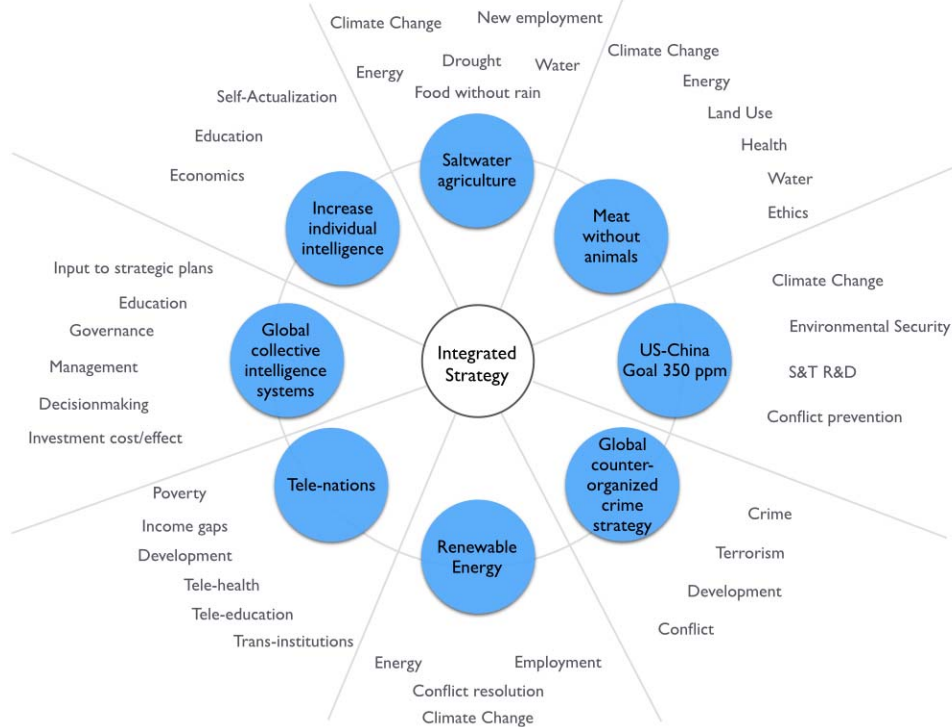 Climate Change
New employment
Energy
Drought
Water
Food without rain
Saltwater
agriculture
Climate Change
Energy
Land Use
Health
Water
Ethics
Meat
without
animals
Climate Change
Environmental Security
S&T R&D
Conflict prevention
US-China
Goal 350 ppm
Crime
Terrorism
Development
Conflict
Global
counter-
organized
crime
strategy
Energy
Employment
Conflict resolution
Climate Change
Renewable
Energy
Poverty
Income gaps
Development
Tele-health
Tele-education
Trans-institutions
Tele-nations
Input to strategic plans
Education
Governance
Management
Decisionmaking
Investment cost/effect
Global
collective
intelligence
systems
Self-Actualization
Education
Economics
Increase
individual
intelligence
Integrated
Strategy